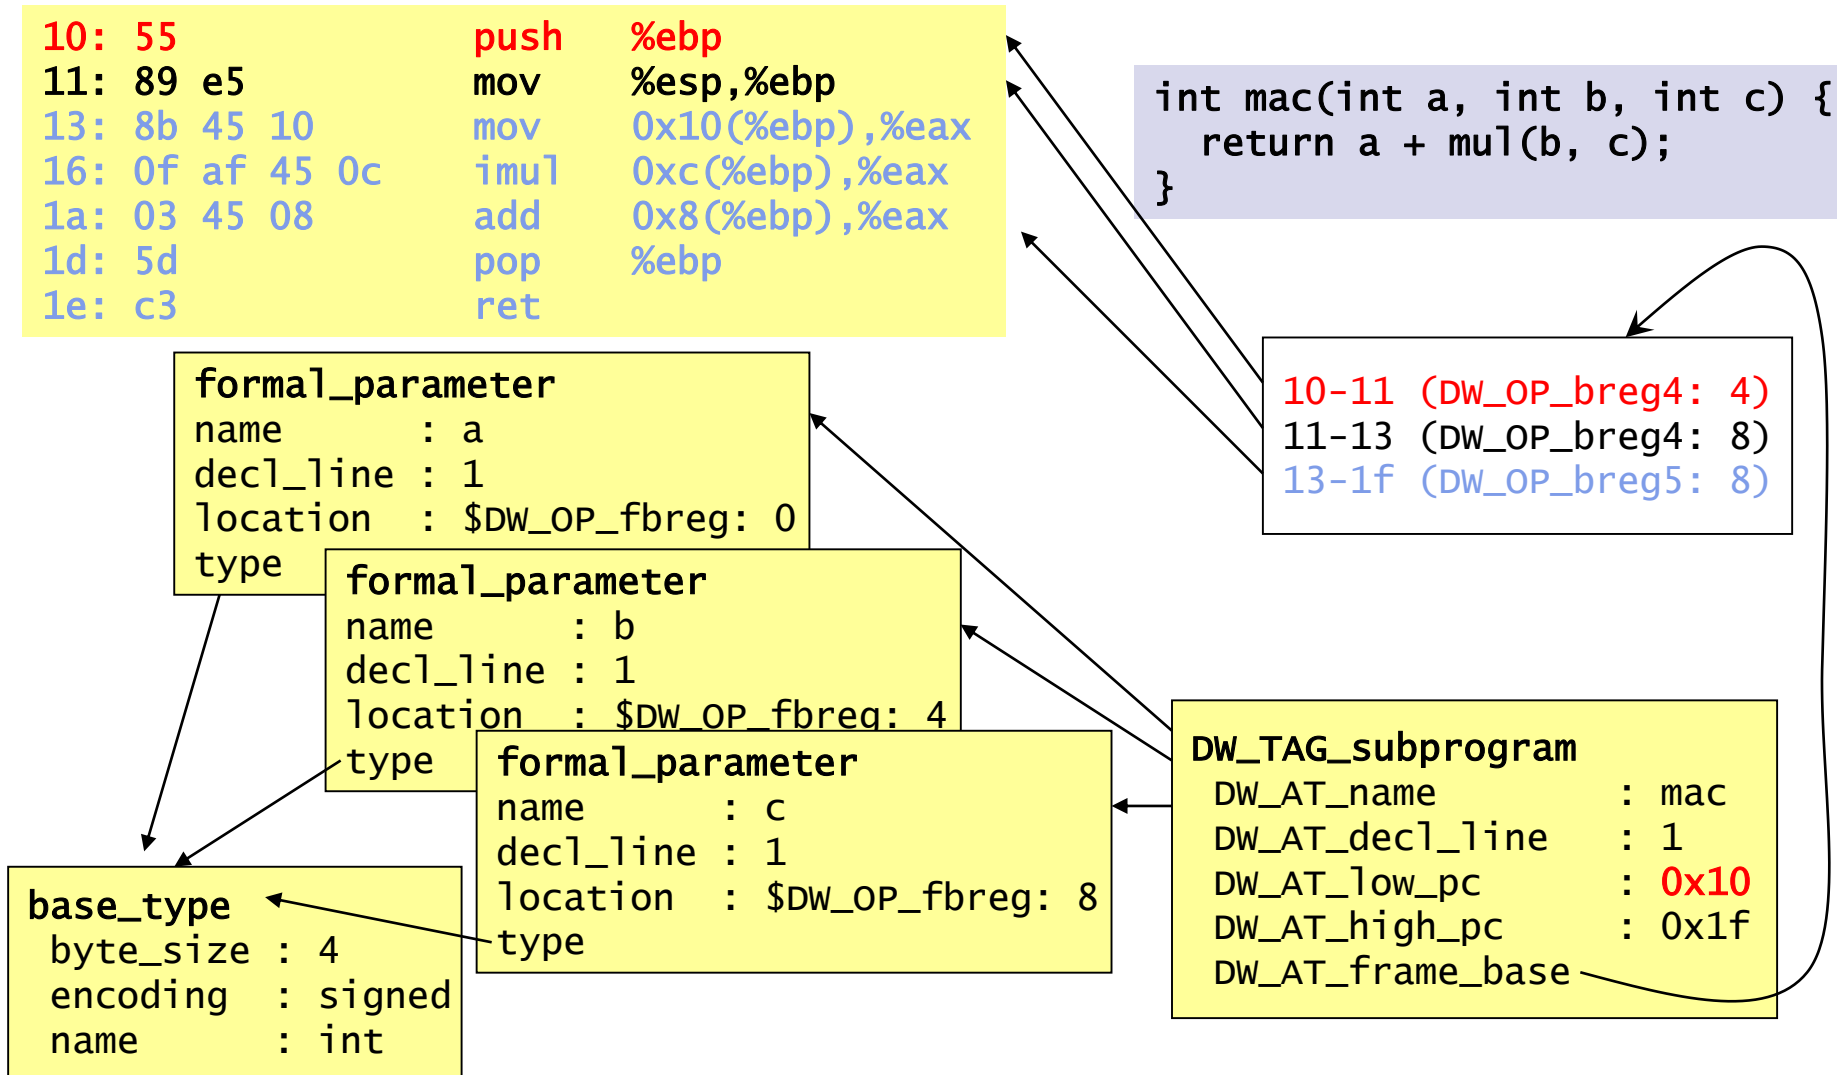 10: 55 push %ebp
11: 89 e5 mov %esp,%ebp
13: 8b 45 10 mov 0x10(%ebp),%eax
16: 0f af 45 0c imul 0xc(%ebp),%eax
1a: 03 45 08 add 0x8(%ebp),%eax
1d: 5d pop %ebp
1e: c3 ret
int mac(int a, int b, int c) {
return a + mul(b, c);
}
10-11 (DW_OP_breg4: 4)
11-13 (DW_OP_breg4: 8)
13-1f (DW_OP_breg5: 8)
formal_parameter
name : a
decl_line : 1
location : $DW_OP_fbreg: 0
type
formal_parameter
name : b
decl_line : 1
location : $DW_OP_fbreg: 4
type
formal_parameter
name : c
decl_line : 1
location : $DW_OP_fbreg: 8
type
DW_TAG_subprogram
DW_AT_name : mac
DW_AT_decl_line : 1
DW_AT_low_pc : 0x10
DW_AT_high_pc : 0x1f
DW_AT_frame_base
base_type
byte_size : 4
encoding : signed
name : int